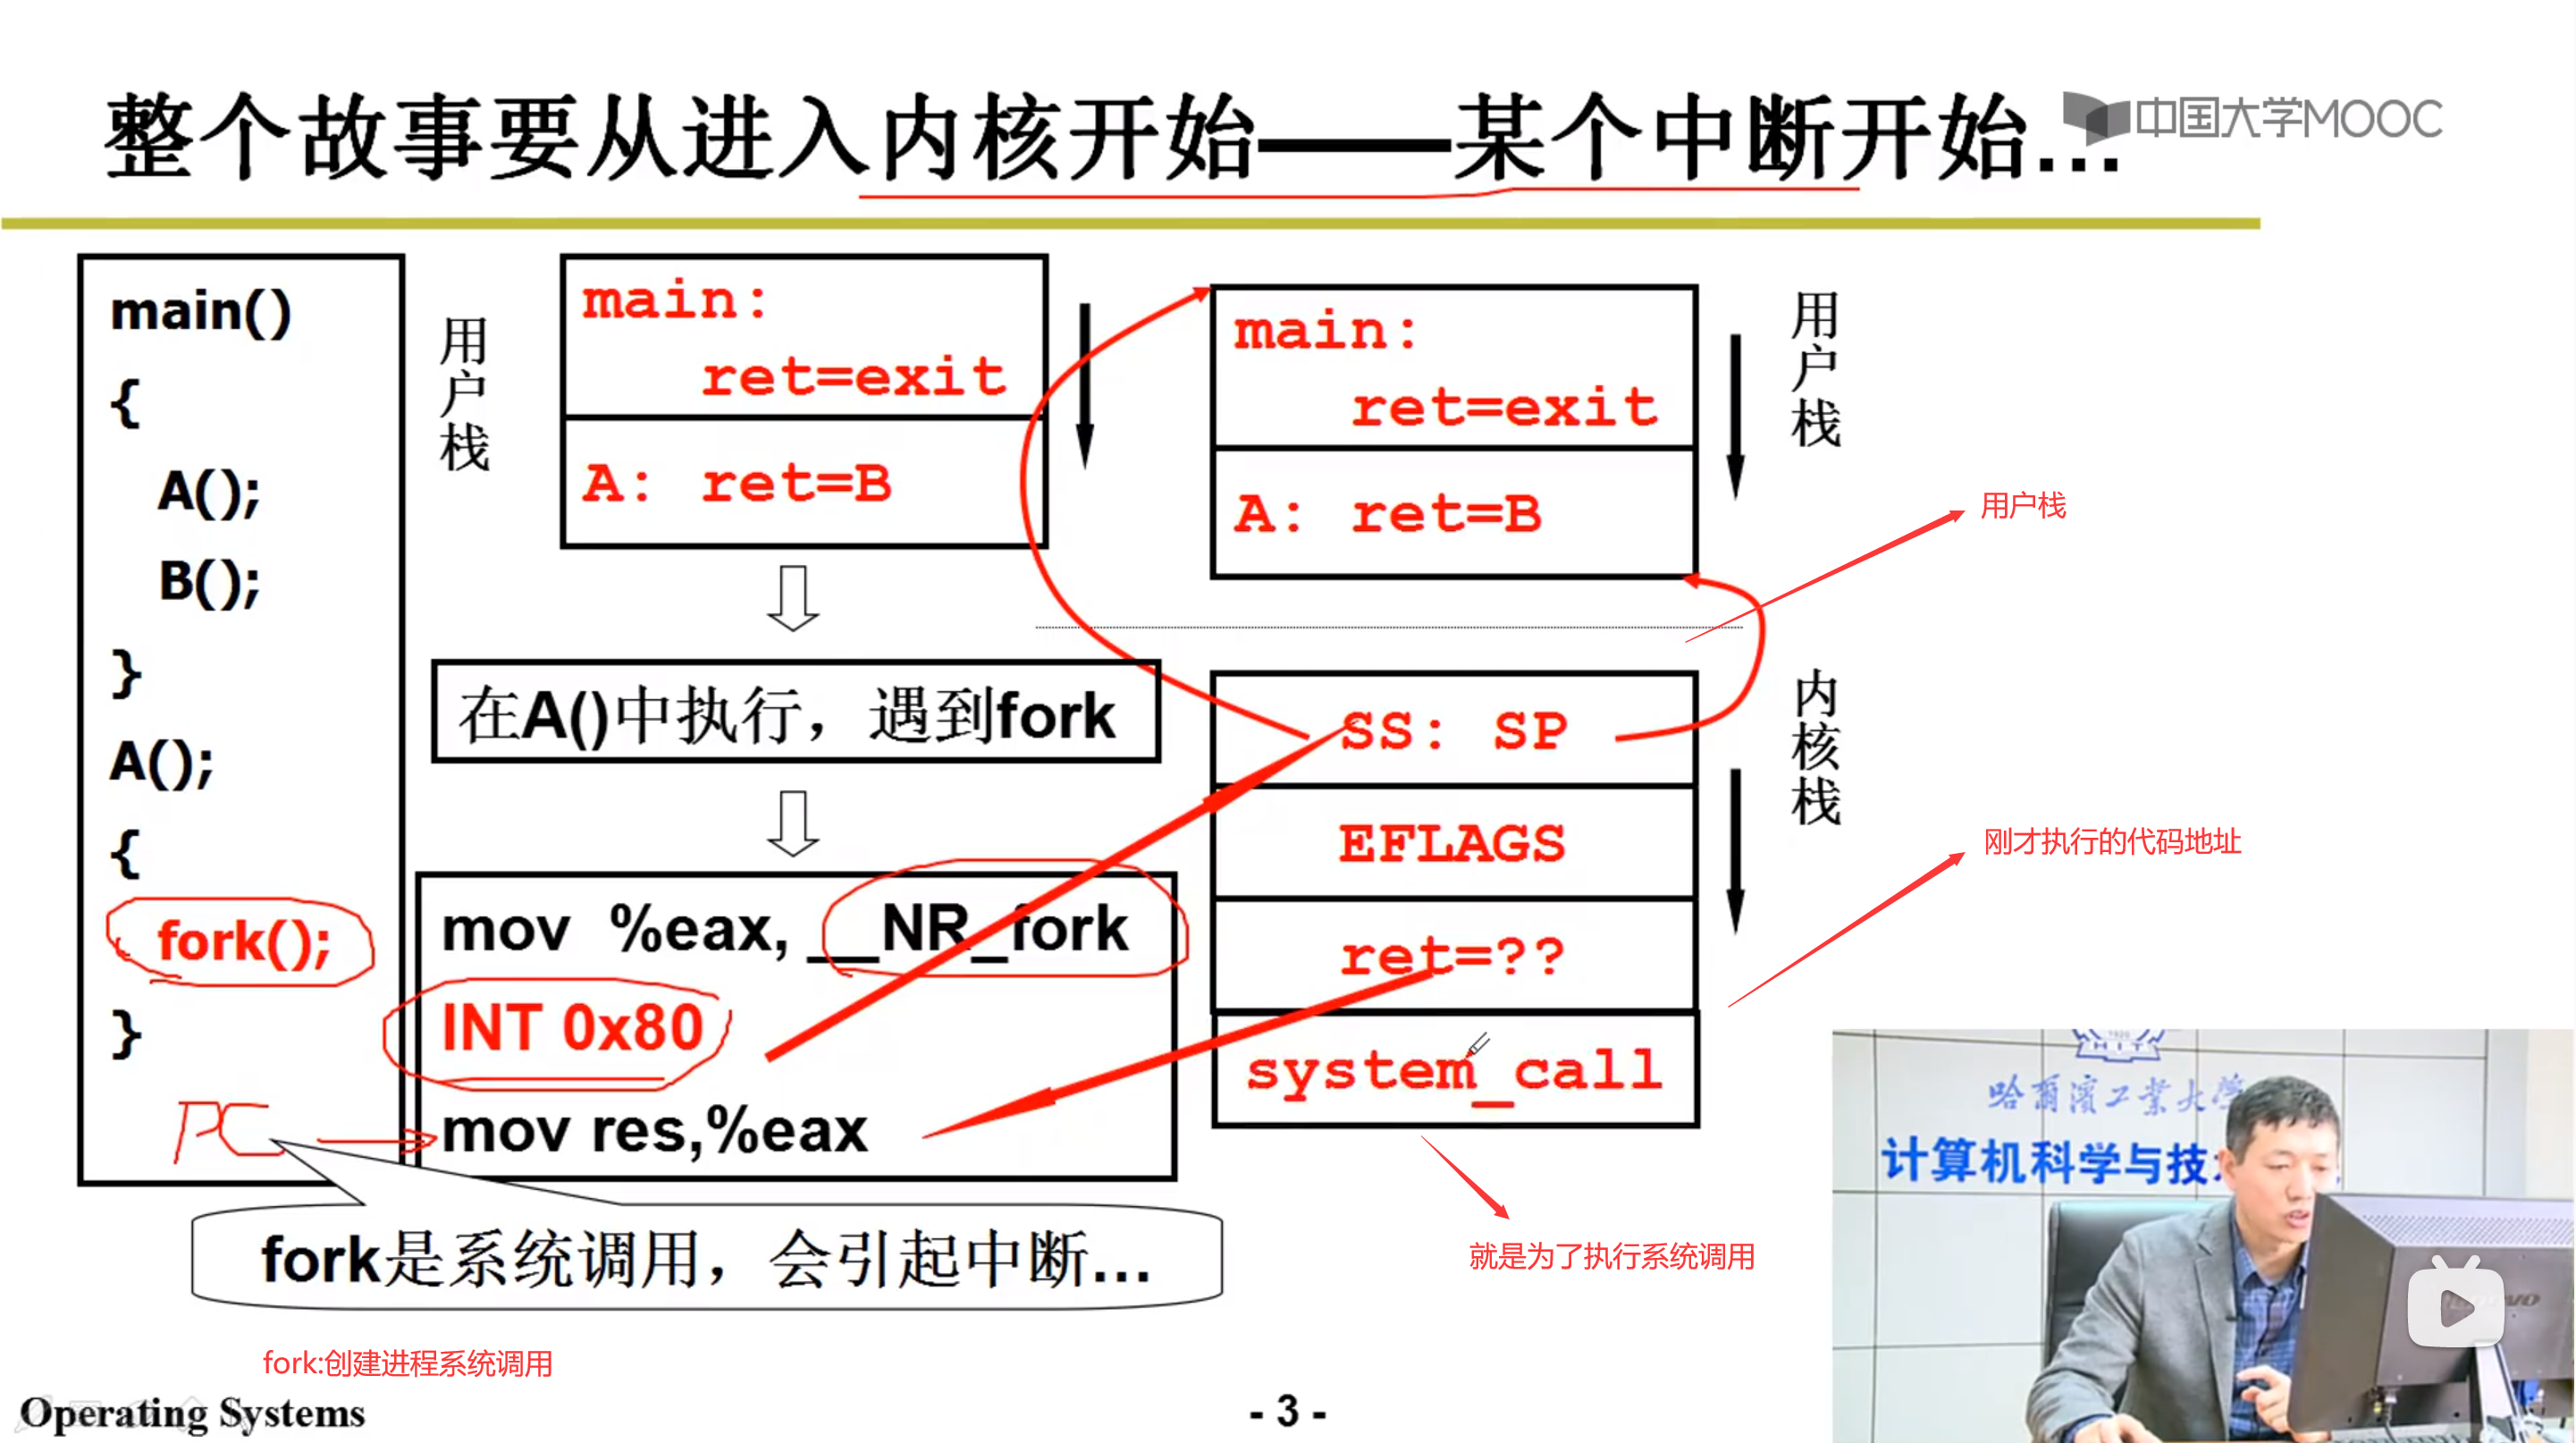 整个故事要从进入内核开始——某个中断开始...
中国大学MOOC
main()
{
A();
B();
}
A();
{
fork();
}
PC
用户栈
main:
ret=exit
A: ret=B
在A()中执行，遇到fork
mov %eax, __NR_fork
INT 0x80
mov res,%eax
fork是系统调用，会引起中断...
fork:创建进程系统调用
main:
ret=exit
A: ret=B
用户栈
用户栈
SS: SP
EFLAGS
ret=??
system_call
内核栈
刚才执行的代码地址
就是为了执行系统调用
哈尔滨工业大学
计算机科学与技
Operating Systems
- 3 -